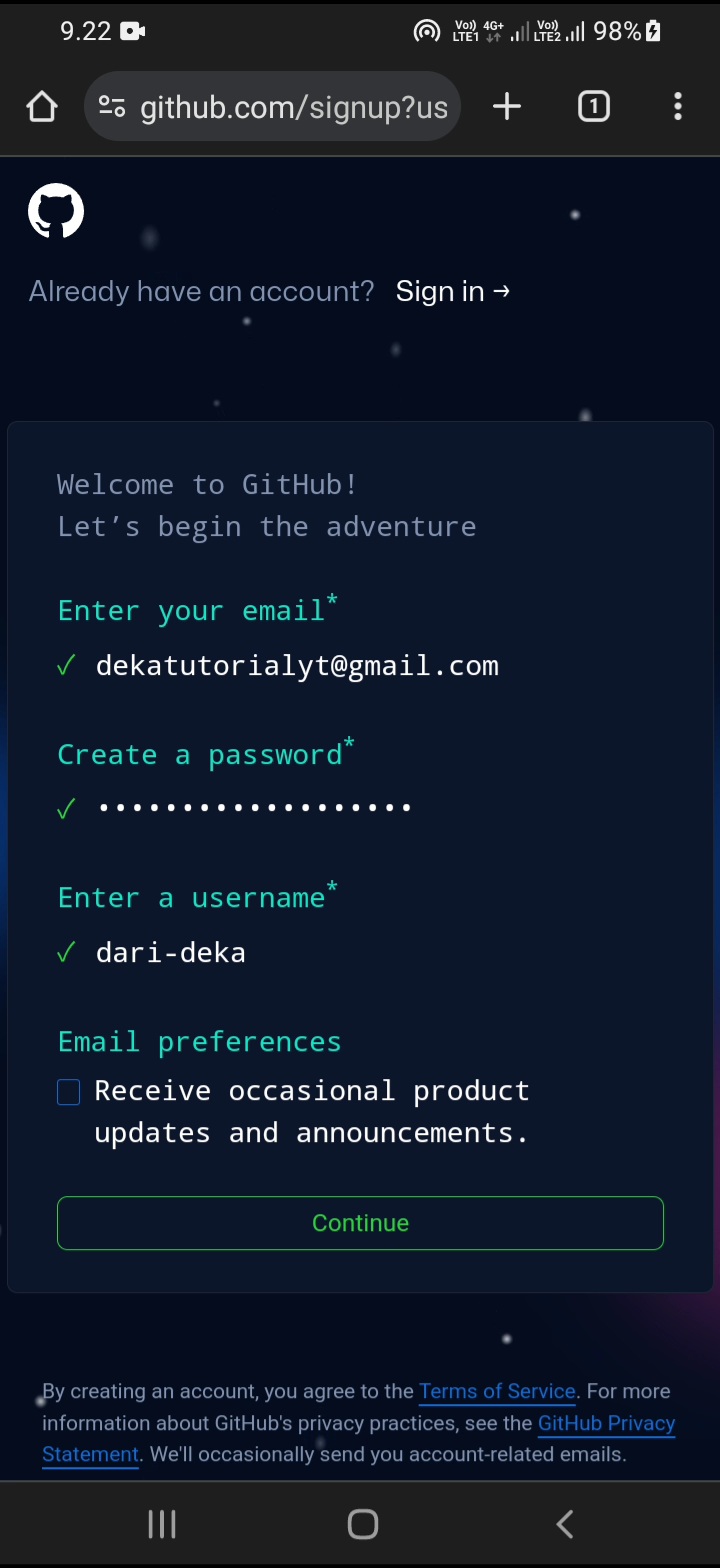 9.22
Vo)) 4G+ Vo)) 98%
LTE1 LTE2
github.com/signup?us
1
Already have an account? Sign in →
Welcome to GitHub!
Let’s begin the adventure
Enter your email*
✓ dekatutorialyt@gmail.com
Create a password*
✓ •••••••••••••••••••
Enter a username*
✓ dari-deka
Email preferences
Receive occasional product
updates and announcements.
Continue
By creating an account, you agree to the Terms of Service. For more
information about GitHub's privacy practices, see the GitHub Privacy
Statement. We'll occasionally send you account-related emails.